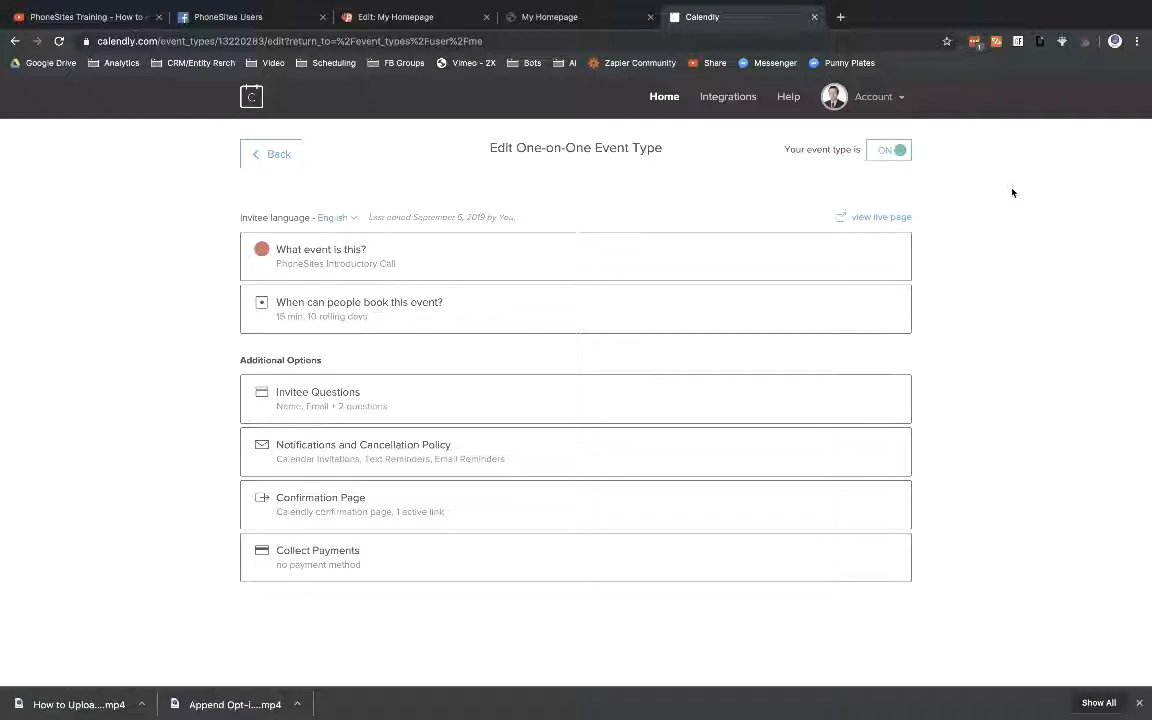 PhoneSites Training - How to
PhoneSites Users
Edit: My Homepage
My Homepage
Calendly
calendly.com/event_types/13220283/edit?return_to=%2Fevent_types%2Fuser%2Fme
Google Drive
Analytics
CRM/Entity Rsrch
Video
Scheduling
FB Groups
Vimeo - 2X
Bots
AI
Zapier Community
Share
Messenger
Punny Plates
Home
Integrations
Help
Account
Back
Edit One-on-One Event Type
Your event type is
ON
Invitee language - English
Last edited September 5, 2019 by You.
view live page
What event is this?
PhoneSites Introductory Call
When can people book this event?
15 min, 10 rolling days
Additional Options
Invitee Questions
Name, Email + 2 questions
Notifications and Cancellation Policy
Calendar Invitations, Text Reminders, Email Reminders
Confirmation Page
Calendly confirmation page, 1 active link
Collect Payments
no payment method
How to Uploa....mp4
Append Opt-i....mp4
Show All